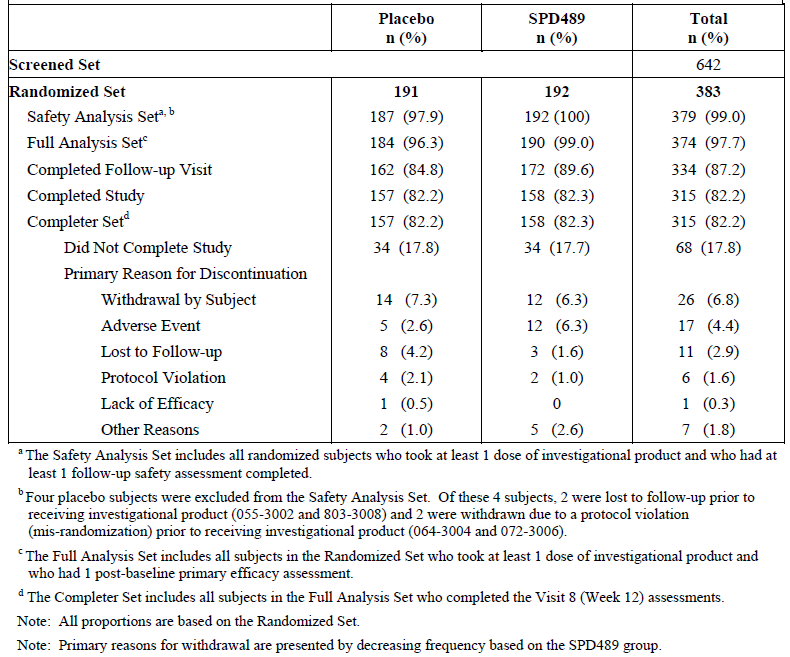 Placebo SPD489 Total
n (%) n (%) n (%)
Screened Set 642
Randomized Set 191 192 383
Safety Analysis Set^a, b 187 (97.9) 192 (100) 379 (99.0)
Full Analysis Set^c 184 (96.3) 190 (99.0) 374 (97.7)
Completed Follow-up Visit 162 (84.8) 172 (89.6) 334 (87.2)
Completed Study 157 (82.2) 158 (82.3) 315 (82.2)
Completer Set^d 157 (82.2) 158 (82.3) 315 (82.2)
Did Not Complete Study 34 (17.8) 34 (17.7) 68 (17.8)
Primary Reason for Discontinuation
Withdrawal by Subject 14 (7.3) 12 (6.3) 26 (6.8)
Adverse Event 5 (2.6) 12 (6.3) 17 (4.4)
Lost to Follow-up 8 (4.2) 3 (1.6) 11 (2.9)
Protocol Violation 4 (2.1) 2 (1.0) 6 (1.6)
Lack of Efficacy 1 (0.5) 0 1 (0.3)
Other Reasons 2 (1.0) 5 (2.6) 7 (1.8)
^a The Safety Analysis Set includes all randomized subjects who took at least 1 dose of investigational product and who had at
least 1 follow-up safety assessment completed.
^b Four placebo subjects were excluded from the Safety Analysis Set. Of these 4 subjects, 2 were lost to follow-up prior to
receiving investigational product (055-3002 and 803-3008) and 2 were withdrawn due to a protocol violation
(mis-randomization) prior to receiving investigational product (064-3004 and 072-3006).
^c The Full Analysis Set includes all subjects in the Randomized Set who took at least 1 dose of investigational product and
who had 1 post-baseline primary efficacy assessment.
^d The Completer Set includes all subjects in the Full Analysis Set who completed the Visit 8 (Week 12) assessments.
Note: All proportions are based on the Randomized Set.
Note: Primary reasons for withdrawal are presented by decreasing frequency based on the SPD489 group.